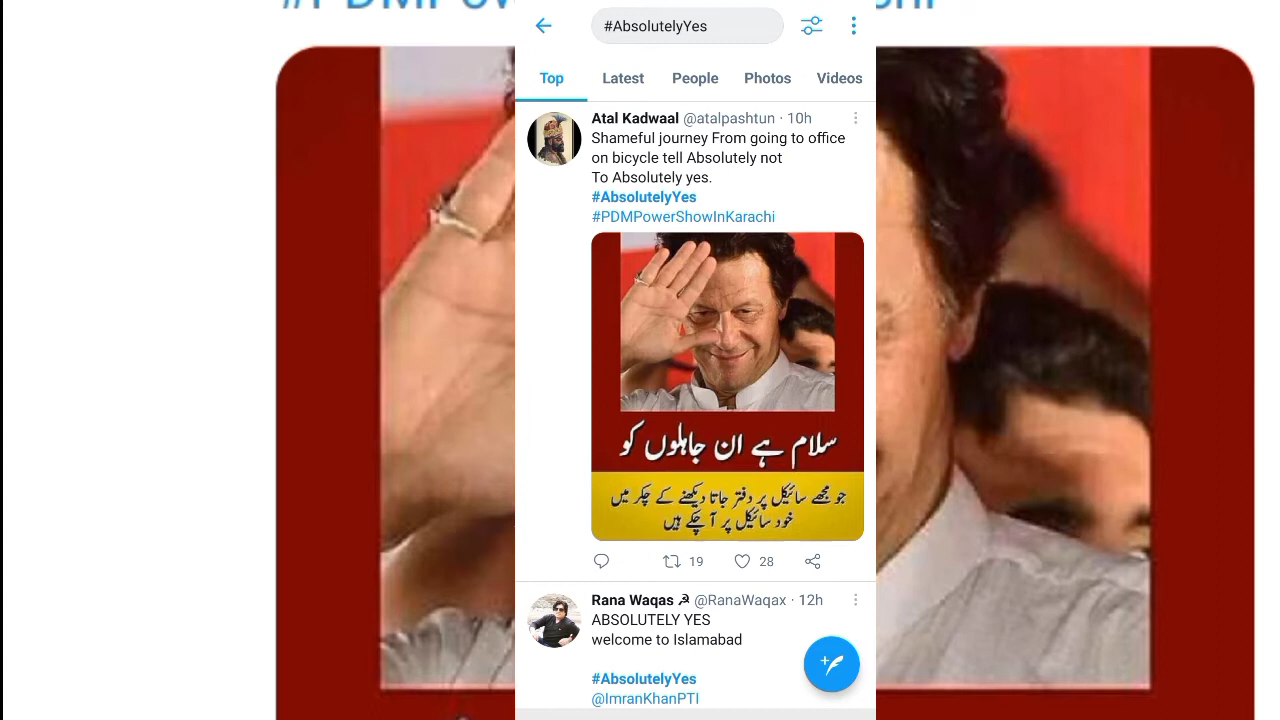 #AbsolutelyYes
Top Latest People Photos Videos
Atal Kadwaal @atalpashtun · 10h
Shameful journey From going to office
on bicycle tell Absolutely not
To Absolutely yes.
#AbsolutelyYes
#PDMPowerShowInKarachi
سلام ہے ان جاہلوں کو
جو مجھے سائیکل پر دفتر جاتا دیکھنے کے چکر میں
خود سائیکل پر آ چکے ہیں
19 28
Rana Waqas ☭ @RanaWaqax · 12h
ABSOLUTELY YES
welcome to Islamabad
#AbsolutelyYes
@ImranKhanPTI